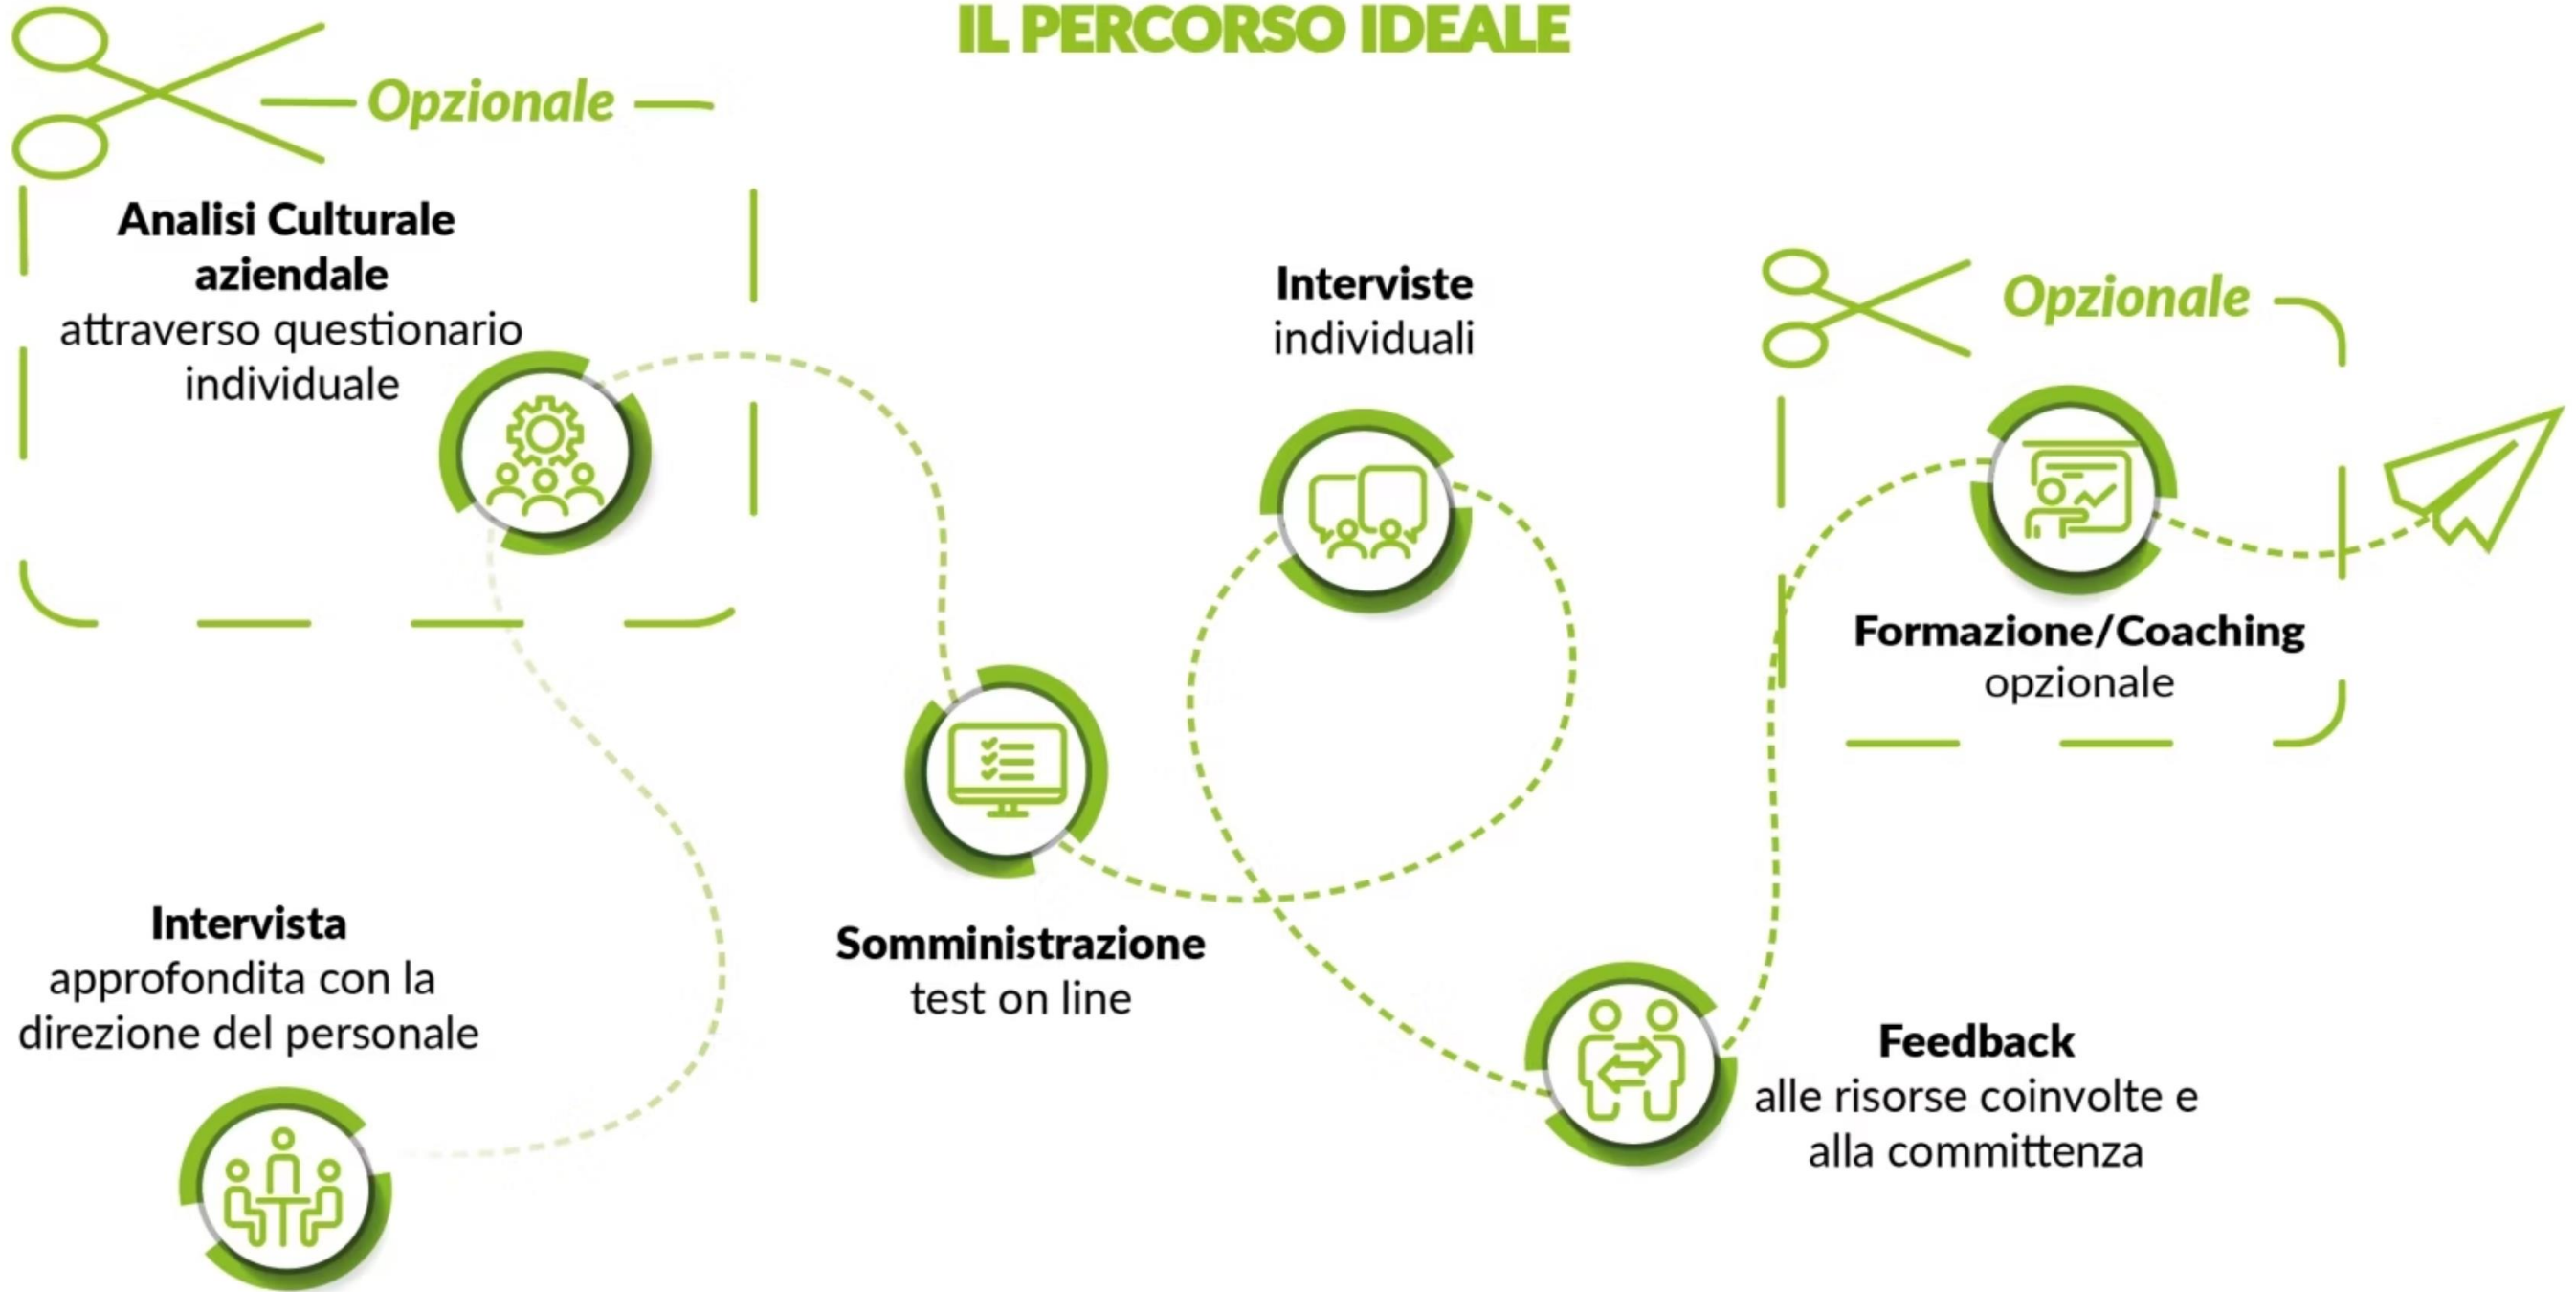 IL PERCORSO IDEALE
Opzionale
Analisi Culturale
aziendale
attraverso questionario
individuale
Intervista
approfondita con la
direzione del personale
Somministrazione
test on line
Interviste
individuali
Feedback
alle risorse coinvolte e
alla committenza
Opzionale
Formazione/Coaching
opzionale